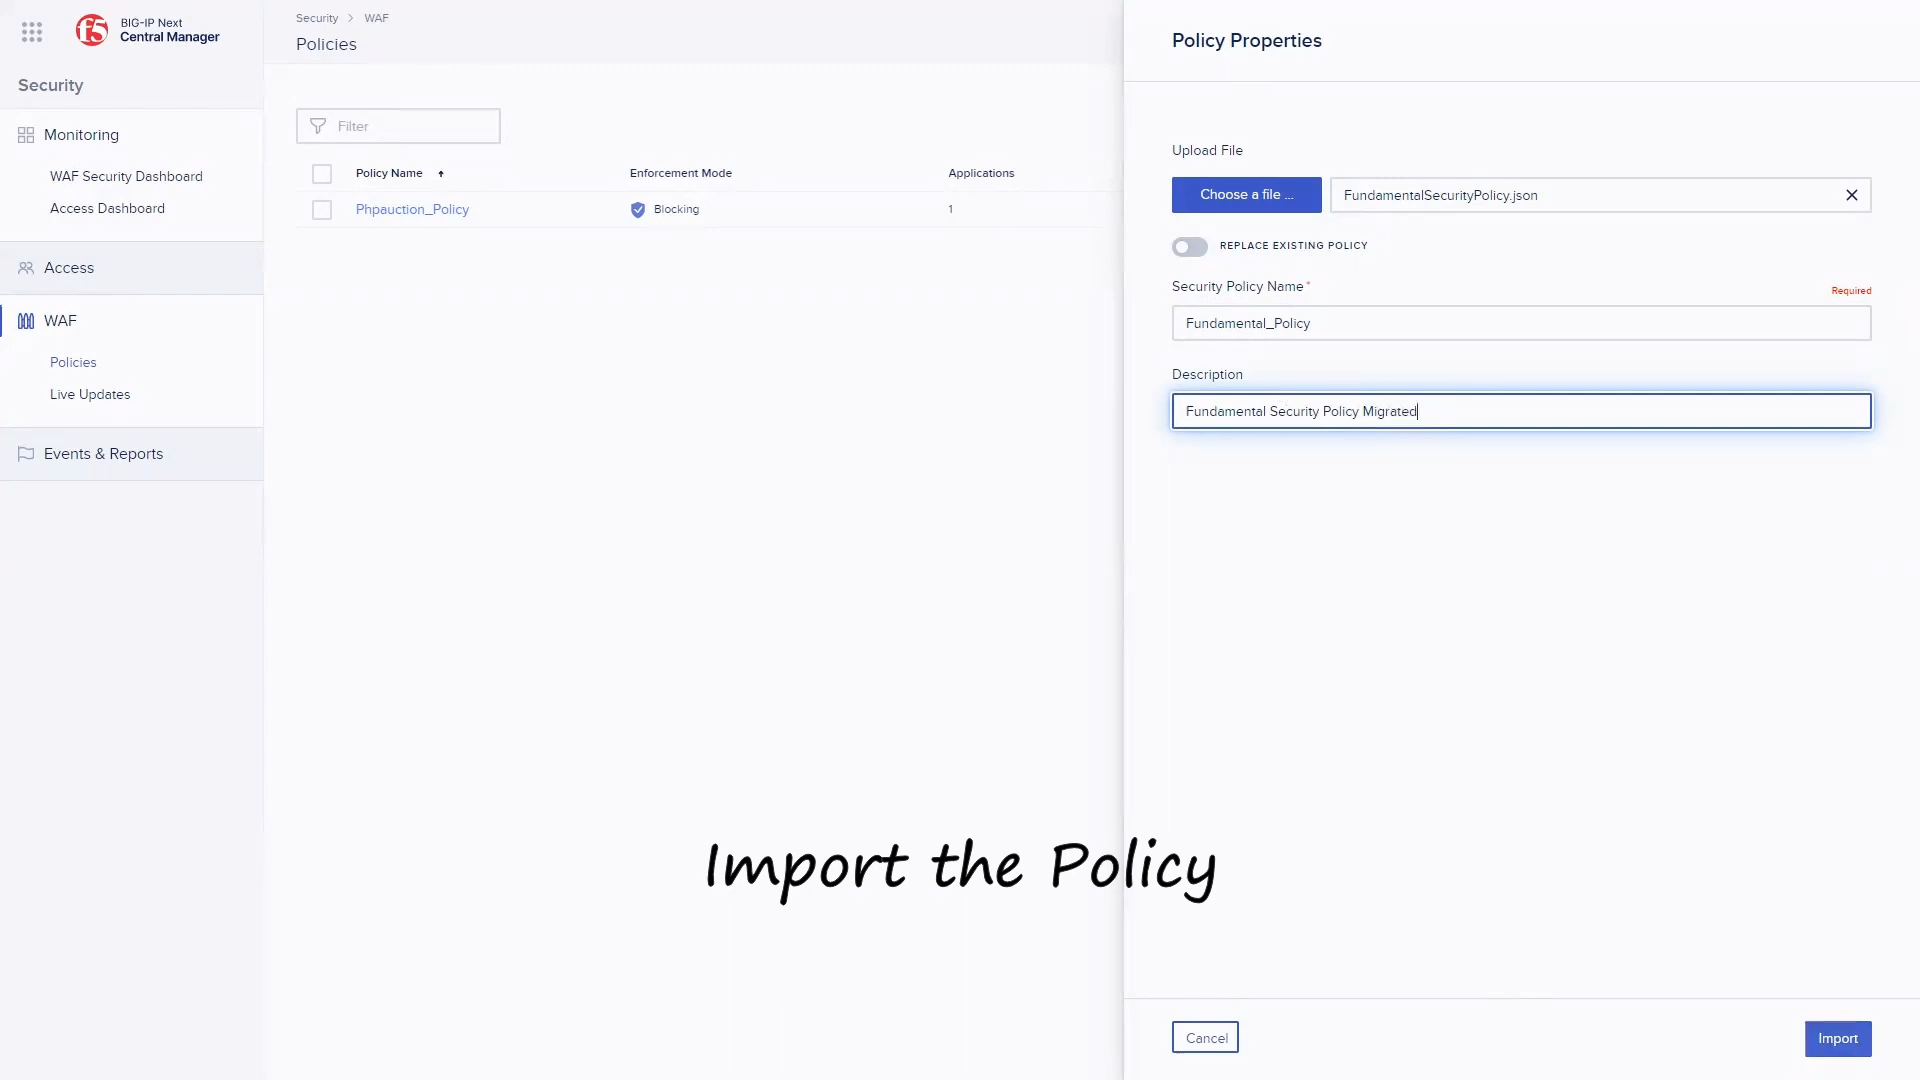 f5
BIG-IP Next
Central Manager
Security
Monitoring
WAF Security Dashboard
Access Dashboard
Access
WAF
Policies
Live Updates
Events & Reports
Security > WAF
Policies
Filter
Policy Name Enforcement Mode Applications
Phpauction_Policy Blocking 1
Policy Properties
Upload File
Choose a file ... FundamentalSecurityPolicy.json
REPLACE EXISTING POLICY
Security Policy Name* Required
Fundamental_Policy
Description
Fundamental Security Policy Migrated
Import the Policy
Cancel Import